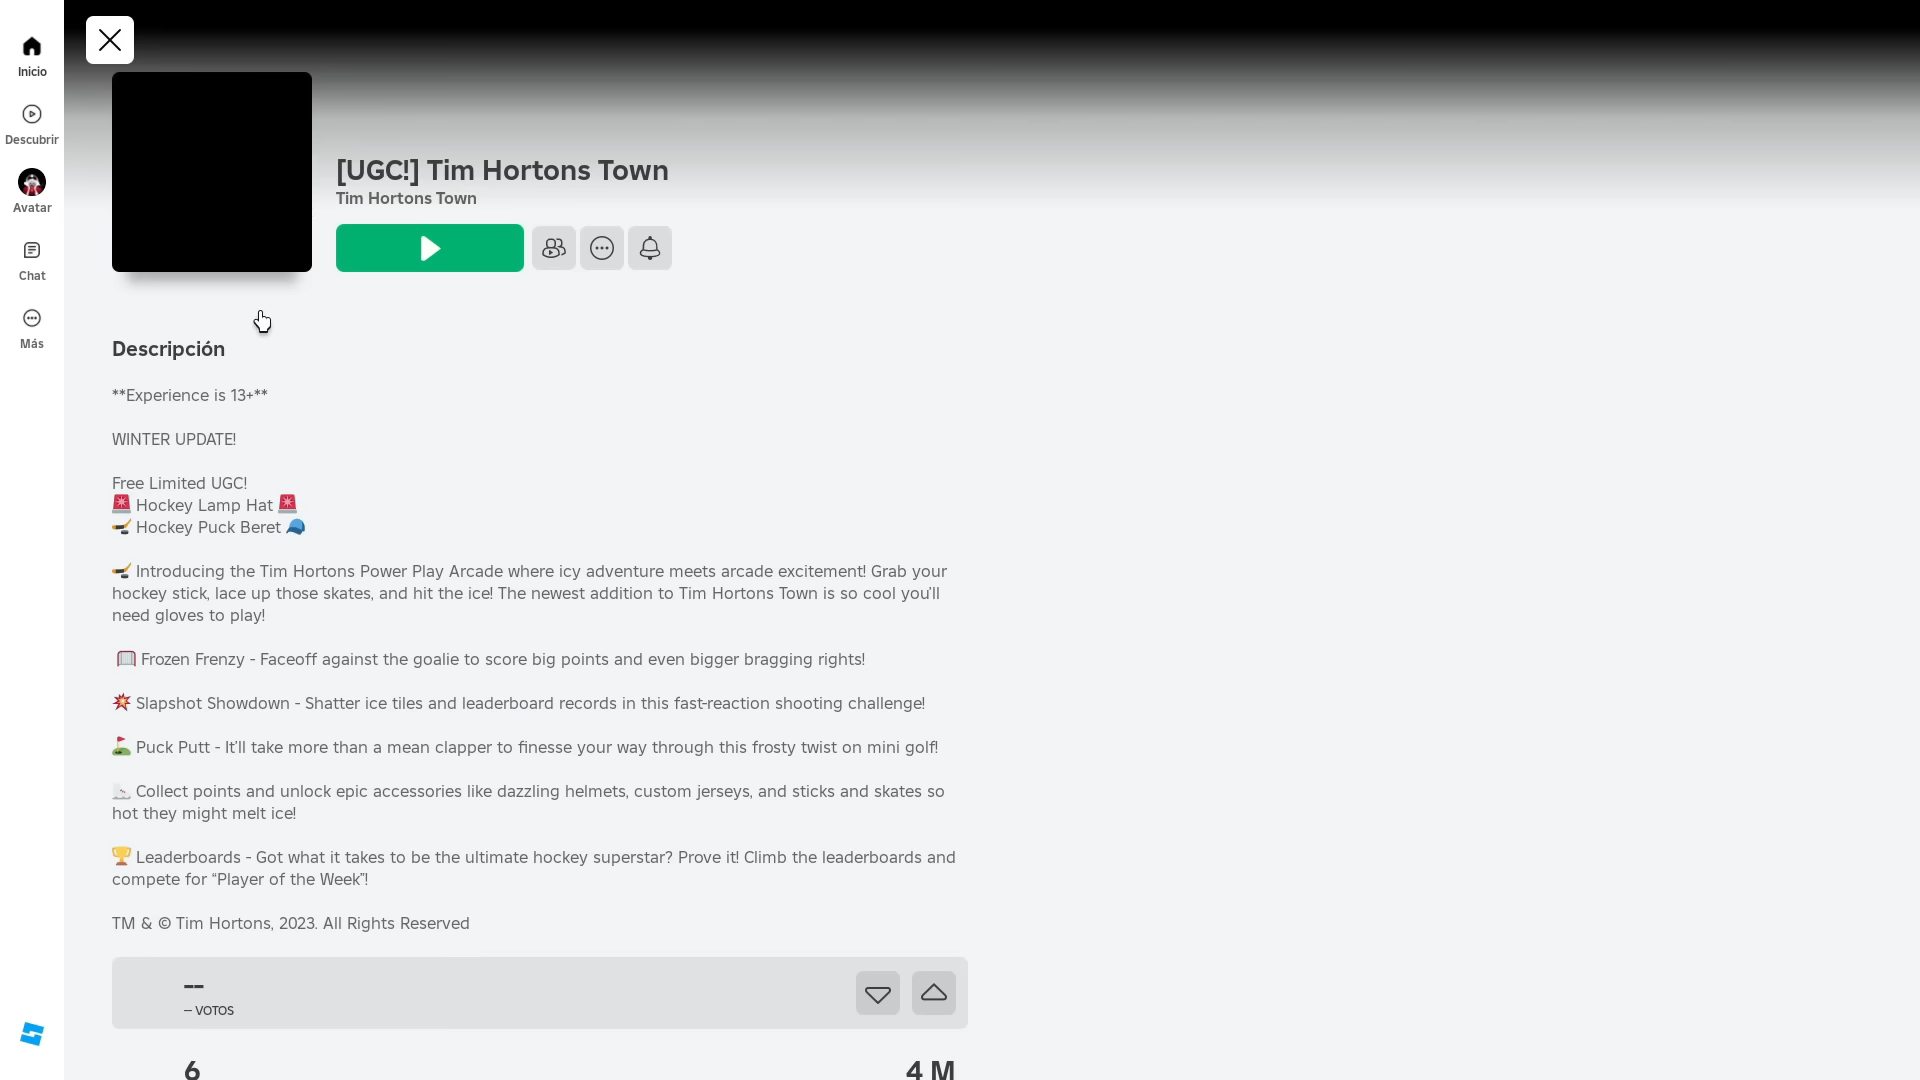 Inicio
Descubrir
Avatar
Chat
Más
[UGC!] Tim Hortons Town
Tim Hortons Town
Descripción
**Experience is 13+**
WINTER UPDATE!
Free Limited UGC!
🚨 Hockey Lamp Hat 🚨
🏒 Hockey Puck Beret 🧢
🏒 Introducing the Tim Hortons Power Play Arcade where icy adventure meets arcade excitement! Grab your
hockey stick, lace up those skates, and hit the ice! The newest addition to Tim Hortons Town is so cool you'll
need gloves to play!
🥅 Frozen Frenzy - Faceoff against the goalie to score big points and even bigger bragging rights!
💥 Slapshot Showdown - Shatter ice tiles and leaderboard records in this fast-reaction shooting challenge!
⛳ Puck Putt - It'll take more than a mean clapper to finesse your way through this frosty twist on mini golf!
⛸️ Collect points and unlock epic accessories like dazzling helmets, custom jerseys, and sticks and skates so
hot they might melt ice!
🏆 Leaderboards - Got what it takes to be the ultimate hockey superstar? Prove it! Climb the leaderboards and
compete for “Player of the Week”!
TM & © Tim Hortons, 2023. All Rights Reserved
--
-- VOTOS
6
4 M